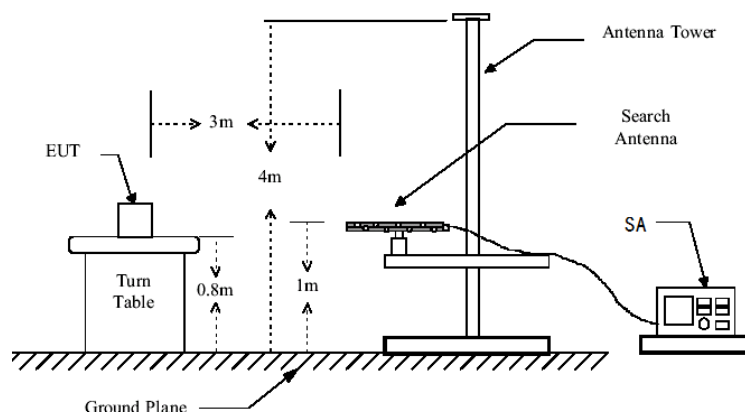 Antenna Tower
3m
Search
Antenna
EUT
4m
SA
Turn
Table
0.8m
1m
Ground Plane